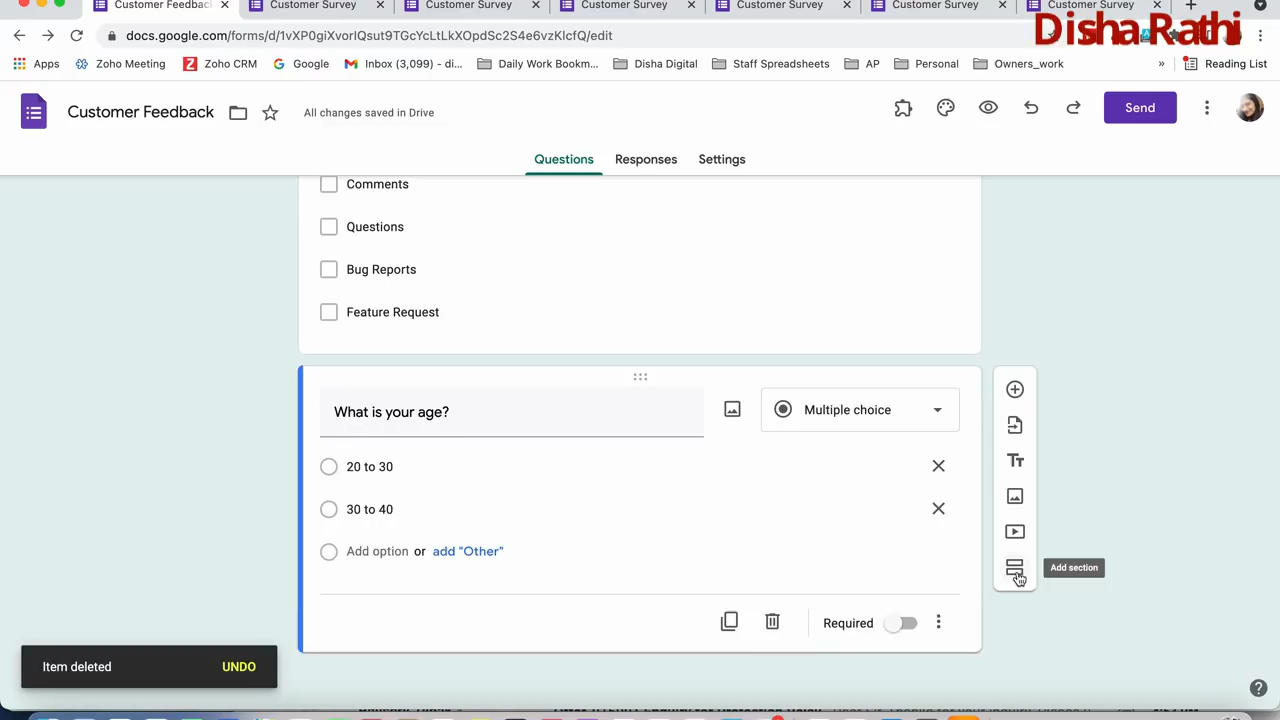 Customer Feedback
Customer Survey
Customer Survey
Customer Survey
Customer Survey
Customer Survey
Customer Survey
Disha Rathi
docs.google.com/forms/d/
/edit
Apps
Zoho Meeting
Zoho CRM
Google
Inbox (3,099) - di...
Daily Work Bookm...
Disha Digital
Staff Spreadsheets
AP
Personal
Owners_work
»
Reading List
Customer Feedback
All changes saved in Drive
Send
Questions
Responses
Settings
Comments
Questions
Bug Reports
Feature Request
What is your age?
Multiple choice
20 to 30
30 to 40
Add option or add "Other"
Add section
Required
Item deleted
UNDO